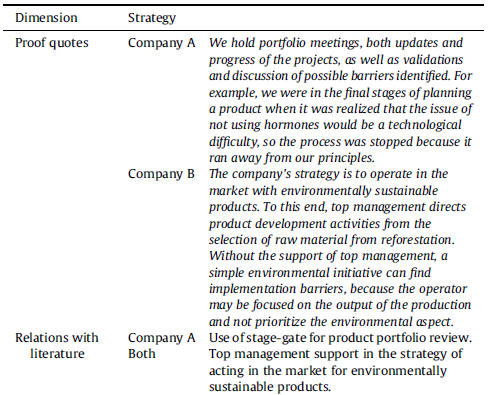 Dimension Strategy
Proof quotes Company A We hold portfolio meetings, both updates and
progress of the projects, as well as validations
and discussion of possible barriers identified. For
example, we were in the final stages of planning
a product when it was realized that the issue of
not using hormones would be a technological
difficulty, so the process was stopped because it
ran away from our principles.
Company B The company's strategy is to operate in the
market with environmentally sustainable
products. To this end, top management directs
product development activities from the
selection of raw material from reforestation.
Without the support of top management, a
simple environmental initiative can find
implementation barriers, because the operator
may be focused on the output of the production
and not prioritize the environmental aspect.
Relations with Company A Use of stage-gate for product portfolio review.
literature Both Top management support in the strategy of
acting in the market for environmentally
sustainable products.